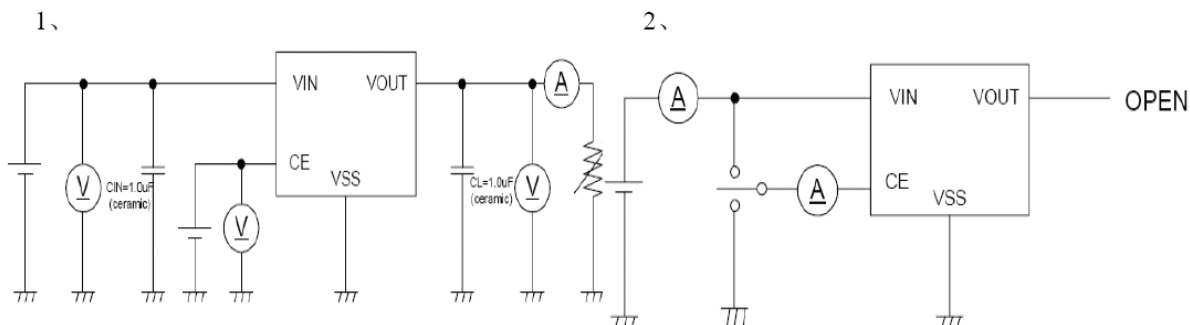 1、
VIN VOUT
CE
VSS
A
V
CIN=1.0uF
(ceramic)
V
CL=1.0uF
(ceramic)
V
2、
A
VIN VOUT
OPEN
A
CE
VSS